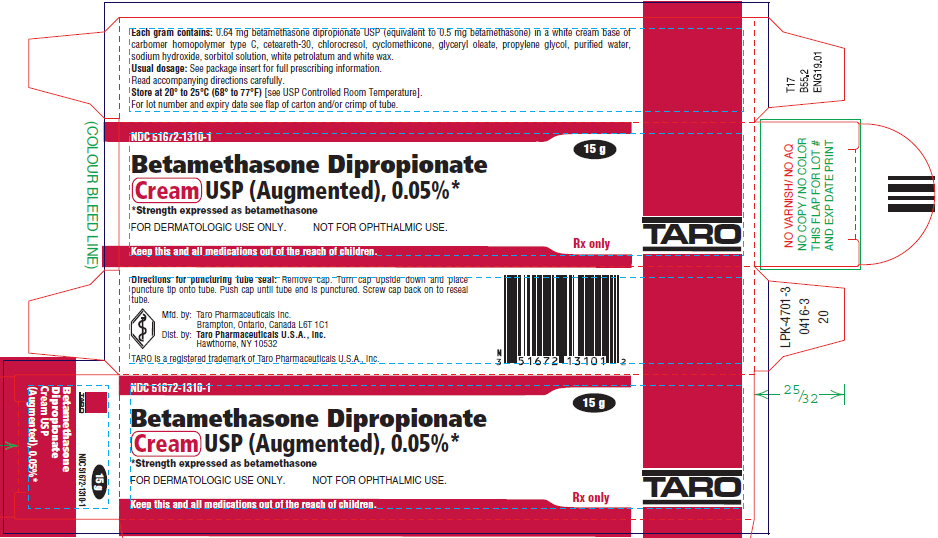 Each gram contains: 0.64 mg betamethasone dipropionate USP (equivalent to 0.5 mg betamethasone) in a white cream base of
carbomer homopolymer type C, ceteareth-30, chlorocresol, cyclomethicone, glyceryl oleate, propylene glycol, purified water,
sodium hydroxide, sorbitol solution, white petrolatum and white wax.
Usual dosage: See package insert for full prescribing information.
Read accompanying directions carefully.
Store at 20° to 25°C (68° to 77°F) [see USP Controlled Room Temperature].
For lot number and expiry date see flap of carton and/or crimp of tube.
T17
B55,2
ENG19,01
(COLOUR BLEED LINE)
NDC 51672-1310-1
15 g
Betamethasone Dipropionate
Cream USP (Augmented), 0.05%*
*Strength expressed as betamethasone
FOR DERMATOLOGIC USE ONLY. NOT FOR OPHTHALMIC USE.
Rx only
Keep this and all medications out of the reach of children.
TARO
NO VARNISH/ NO AQ
NO COPY / NO COLOR
THIS FLAP FOR LOT #
AND EXP DATE PRINT
Directions for puncturing tube seal: Remove cap. Turn cap upside down and place
puncture tip onto tube. Push cap until tube end is punctured. Screw cap back on to reseal
tube.
Mfd. by: Taro Pharmaceuticals Inc.
Brampton, Ontario, Canada L6T 1C1
Dist. by: Taro Pharmaceuticals U.S.A., Inc.
Hawthorne, NY 10532
TARO is a registered trademark of Taro Pharmaceuticals U.S.A., Inc.
N
3 51672 13101 2
LPK-4701-3
0416-3
20
25/32
NDC 51672-1310-1
15 g
Betamethasone Dipropionate
Cream USP (Augmented), 0.05%*
*Strength expressed as betamethasone
FOR DERMATOLOGIC USE ONLY. NOT FOR OPHTHALMIC USE.
Rx only
Keep this and all medications out of the reach of children.
TARO
TARO
Betamethasone
Dipropionate
Cream USP
(Augmented), 0.05%*
NDC 51672-1310-1
15 g